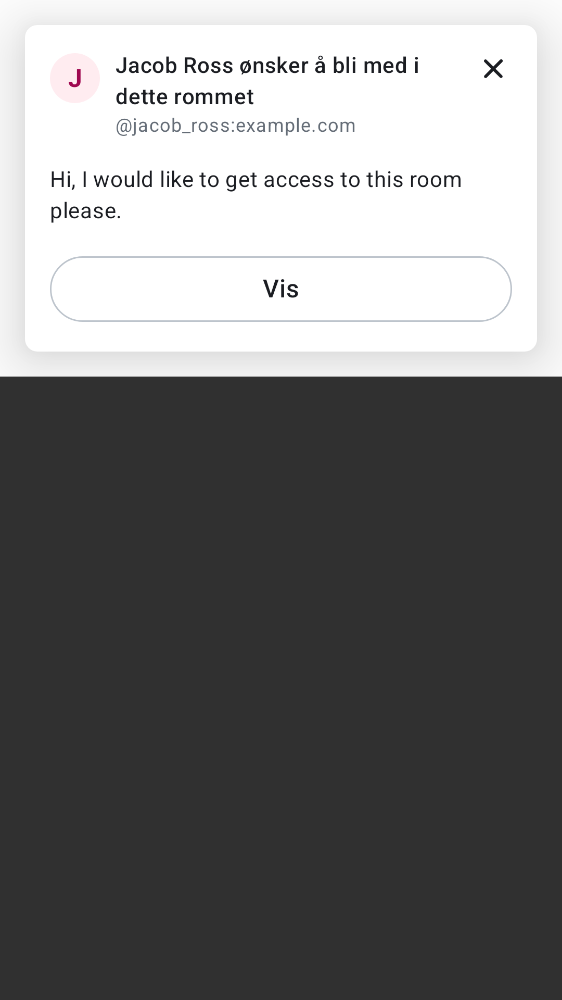 J
Jacob Ross ønsker å bli med i
dette rommet
@jacob_ross:example.com
Hi, I would like to get access to this room
please.
Vis